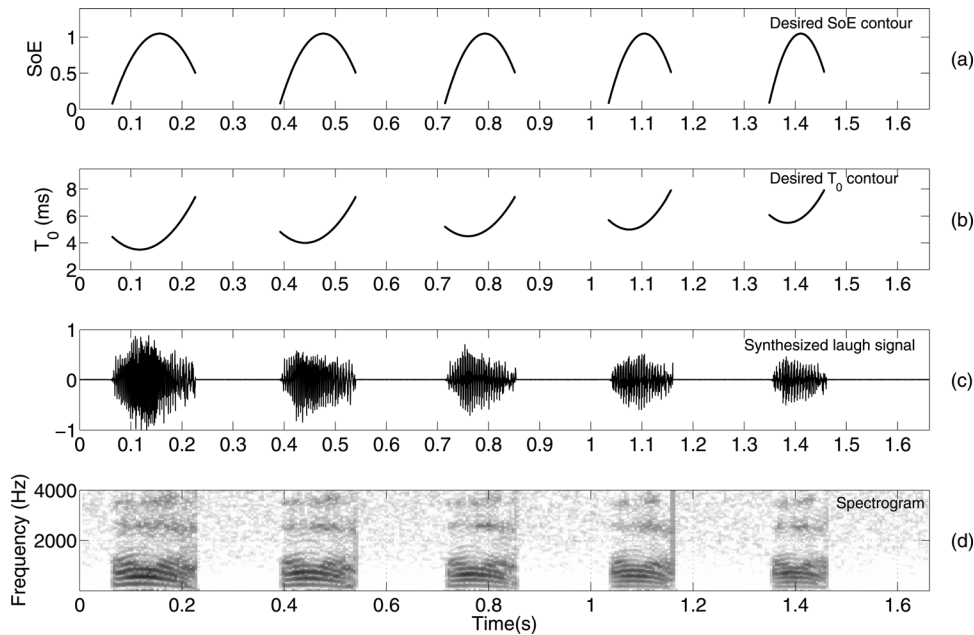 Desired SoE contour
SoE
1
0.5
0
0 0.1 0.2 0.3 0.4 0.5 0.6 0.7 0.8 0.9 1 1.1 1.2 1.3 1.4 1.5 1.6
(a)
Desired T0 contour
T0 (ms)
8
6
4
2
0 0.1 0.2 0.3 0.4 0.5 0.6 0.7 0.8 0.9 1 1.1 1.2 1.3 1.4 1.5 1.6
(b)
Synthesized laugh signal
1
0
−1
0 0.1 0.2 0.3 0.4 0.5 0.6 0.7 0.8 0.9 1 1.1 1.2 1.3 1.4 1.5 1.6
(c)
Spectrogram
Frequency (Hz)
4000
2000
0 0.2 0.4 0.6 0.8 1 1.2 1.4 1.6
Time(s)
(d)